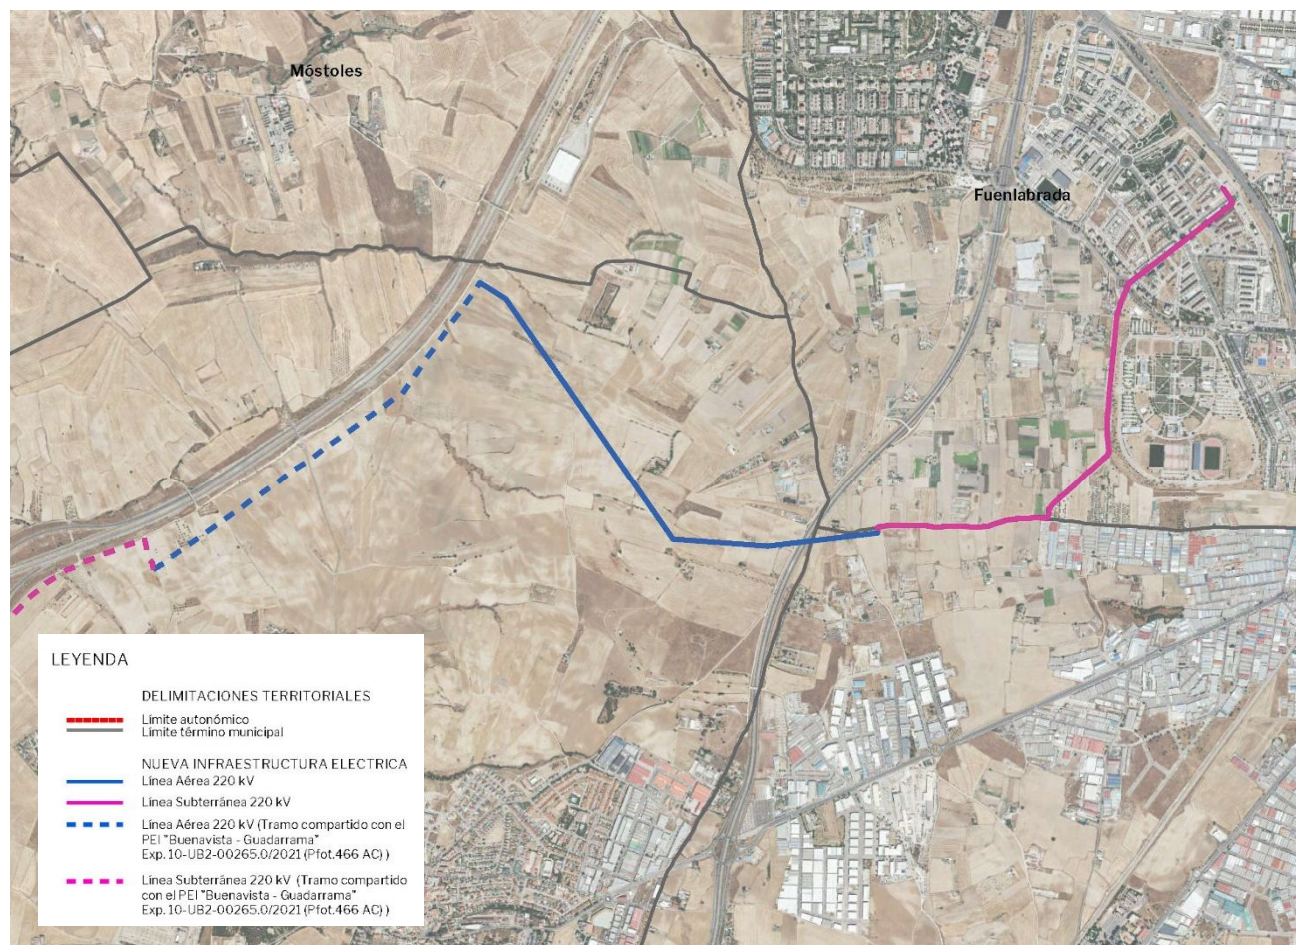 Móstoles
Fuenlabrada
LEYENDA
DELIMITACIONES TERRITORIALES
Límite autonómico
Límite término municipal
NUEVA INFRAESTRUCTURA ELECTRICA
Línea Aérea 220 kV
Línea Subterránea 220 kV
Línea Aérea 220 kV (Tramo compartido con el
PEI "Buenavista - Guadarrama"
Exp. 10-UB2-00265.0/2021 (Pfot.466 AC) )
Línea Subterránea 220 kV (Tramo compartido
con el PEI "Buenavista - Guadarrama"
Exp. 10-UB2-00265.0/2021 (Pfot.466 AC) )